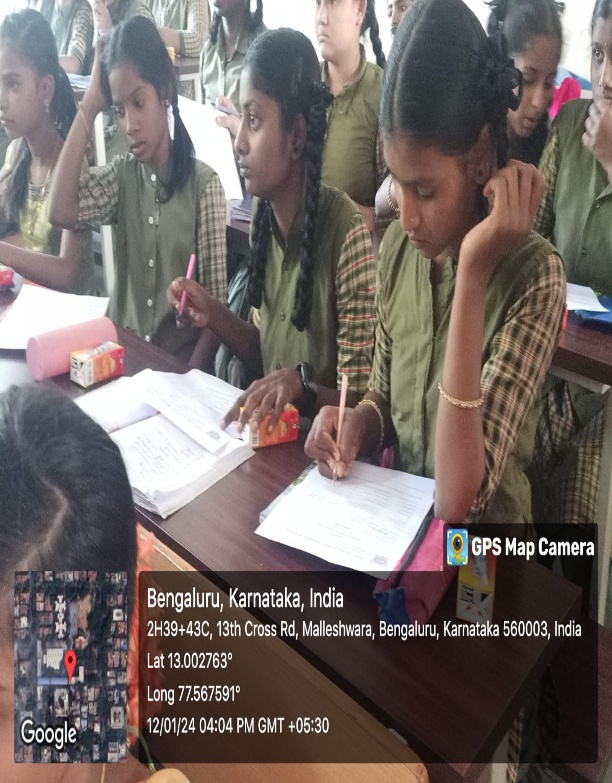 GPS Map Camera
Bengaluru, Karnataka, India
2H39+43C, 13th Cross Rd, Malleshwara, Bengaluru, Karnataka 560003, India
Lat 13.002763°
Long 77.567591°
12/01/24 04:04 PM GMT +05:30
Google